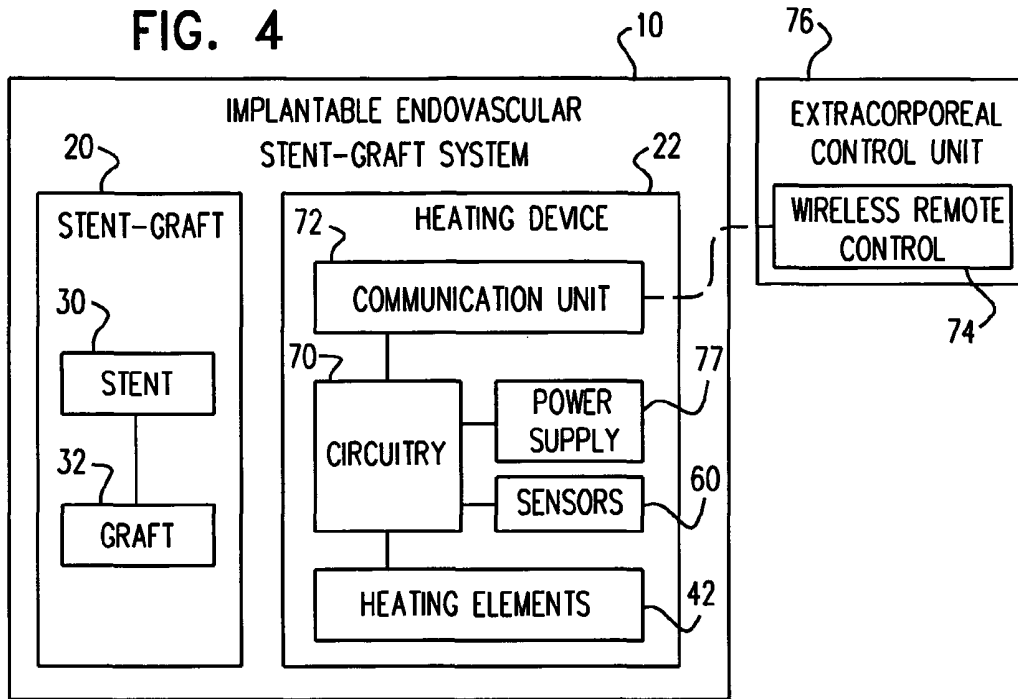 FIG. 4
10
76
IMPLANTABLE ENDOVASCULAR
STENT-GRAFT SYSTEM
EXTRACORPOREAL
CONTROL UNIT
20
22
STENT-GRAFT
HEATING DEVICE
WIRELESS REMOTE
CONTROL
72
COMMUNICATION UNIT
74
30
STENT
70
CIRCUITRY
POWER
SUPPLY
77
32
GRAFT
SENSORS
60
HEATING ELEMENTS
42